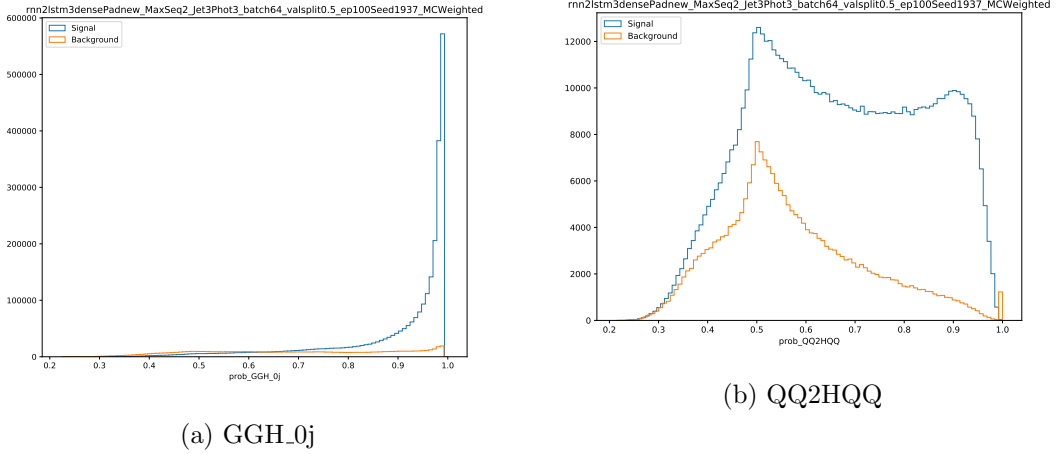 rnn2lstm3densePadnew_MaxSeq2_Jet3Phot3_batch64_valsplit0.5_ep100Seed1937_MCWeighted
600000
500000
400000
300000
200000
100000
0
Signal
Background
0.2 0.3 0.4 0.5 0.6 0.7 0.8 0.9 1.0
prob_GGH_0j
(a) GGH_0j
rnn2lstm3densePadnew_MaxSeq2_Jet3Phot3_batch64_valsplit0.5_ep100Seed1937_MCWeighted
12000
10000
8000
6000
4000
2000
0
Signal
Background
0.2 0.3 0.4 0.5 0.6 0.7 0.8 0.9 1.0
prob_QQ2HQQ
(b) QQ2HQQ